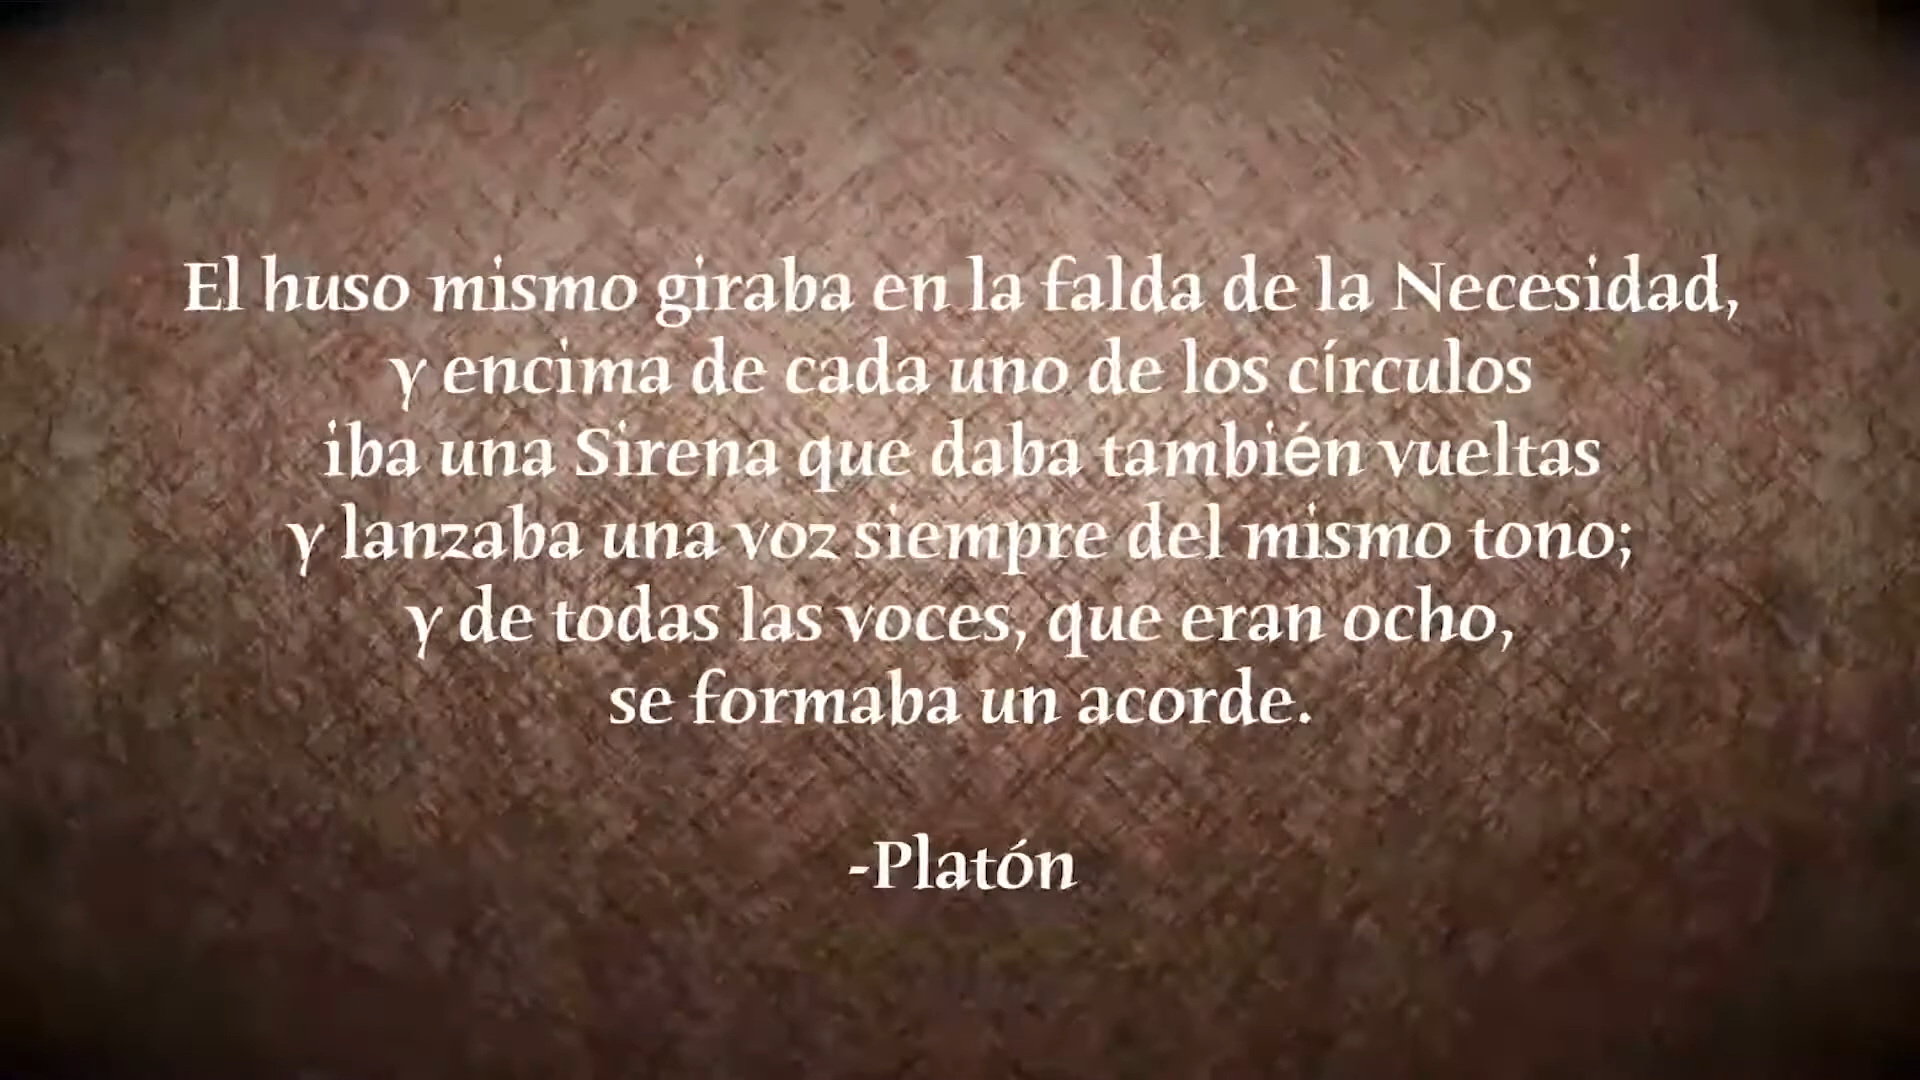 El huso mismo giraba en la falda de la Necesidad,
y encima de cada uno de los círculos
iba una Sirena que daba también vueltas
y lanzaba una voz siempre del mismo tono;
y de todas las voces, que eran ocho,
se formaba un acorde.
-Platón